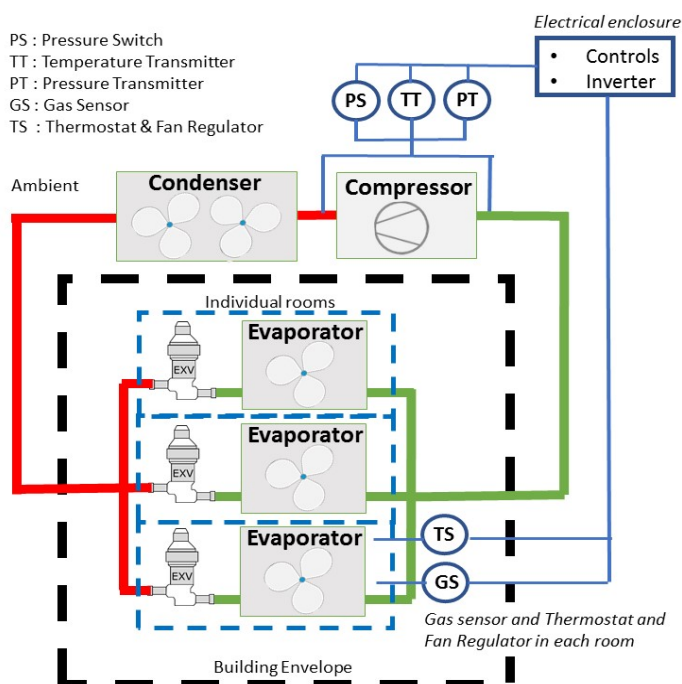 Electrical enclosure
PS : Pressure Switch
TT : Temperature Transmitter
PT : Pressure Transmitter
GS : Gas Sensor
TS : Thermostat & Fan Regulator
• Controls
• Inverter
PS TT PT
Ambient
Condenser
Compressor
Individual rooms
Evaporator
EXV
Evaporator
EXV
Evaporator
EXV
TS
GS
Gas sensor and Thermostat and
Fan Regulator in each room
Building Envelope